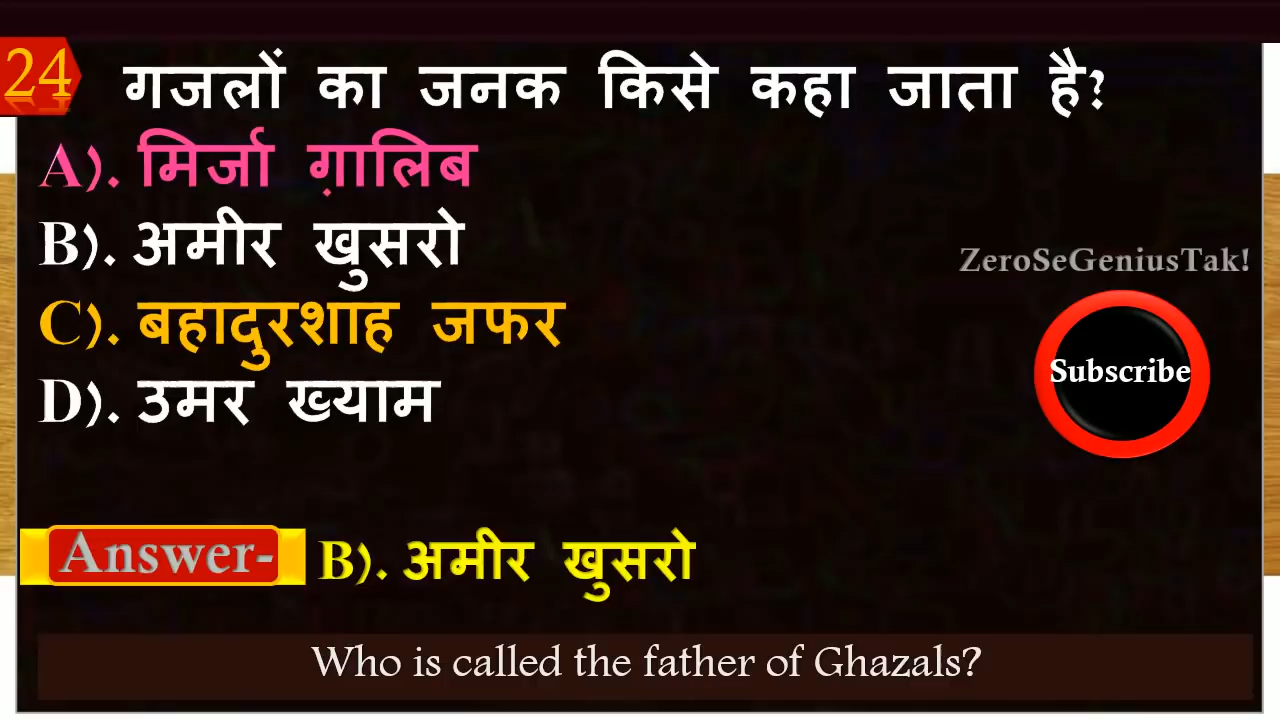 24
गजलों का जनक किसे कहा जाता है?
A). मिर्जा ग़ालिब
B). अमीर खुसरो
ZeroSeGeniusTak!
C). बहादुरशाह जफर
Subscribe
D). उमर ख्याम
Answer- B). अमीर खुसरो
Who is called the father of Ghazals?